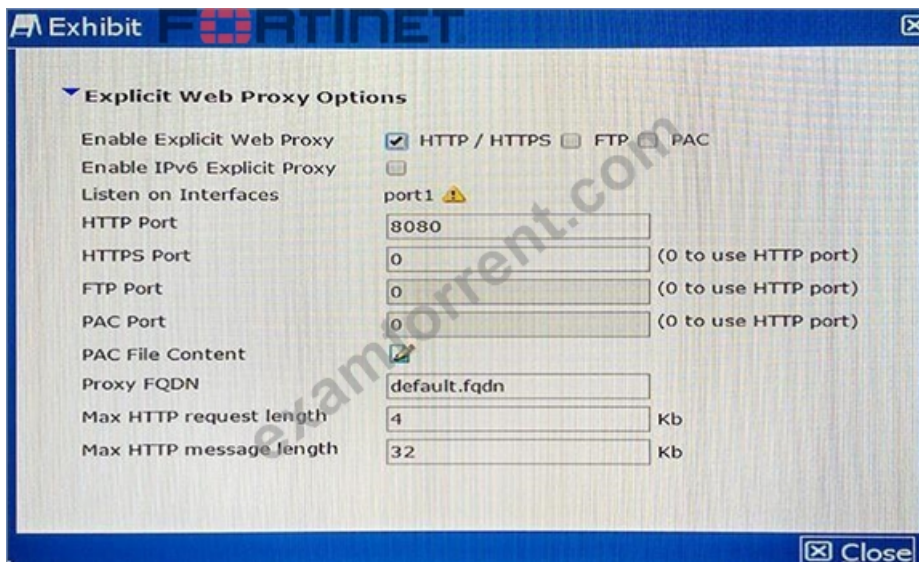 Exhibit
FORTINET
Explicit Web Proxy Options
Enable Explicit Web Proxy HTTP / HTTPS FTP PAC
Enable IPv6 Explicit Proxy
Listen on Interfaces port1
HTTP Port 8080
HTTPS Port 0 (0 to use HTTP port)
FTP Port 0 (0 to use HTTP port)
PAC Port 0 (0 to use HTTP port)
PAC File Content
Proxy FQDN default.fqdn
Max HTTP request length 4 Kb
Max HTTP message length 32 Kb
examtorrent.com
Close